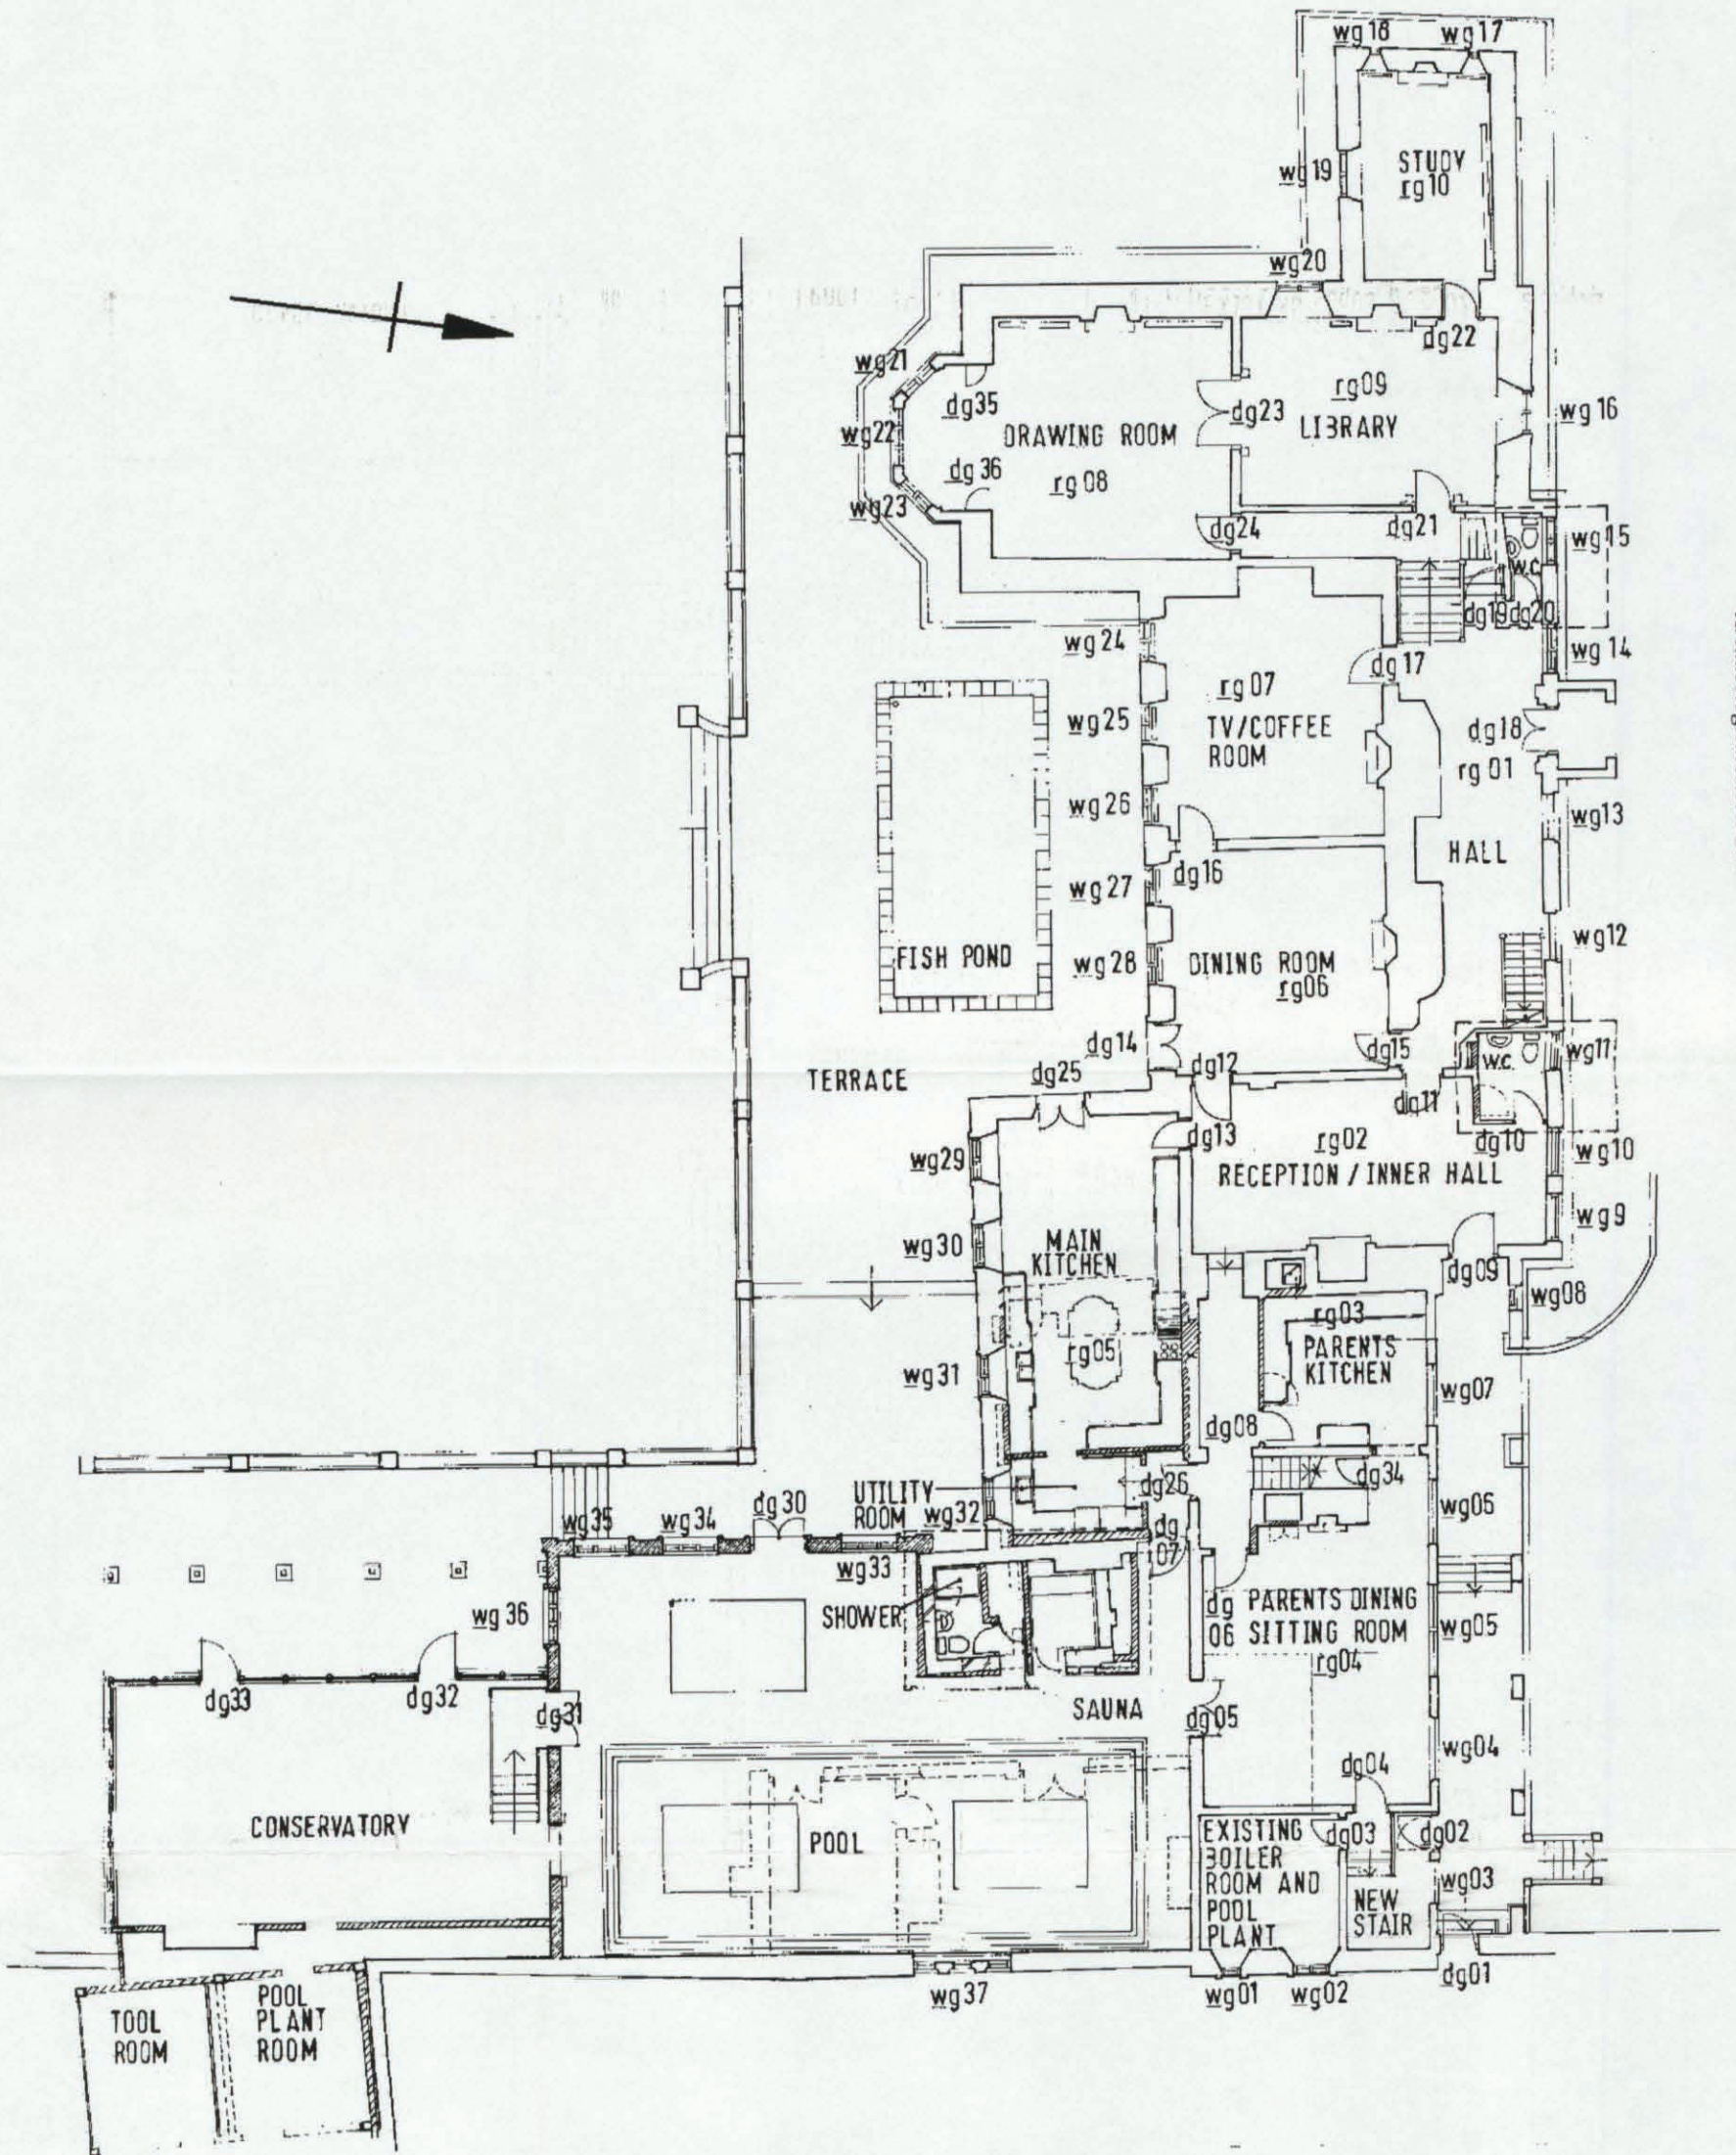 wg18 wg17
wg19
STUDY
rg10
wg20
dg22
wg21
dg35
rg09
wg22
DRAWING ROOM
dg23
LIBRARY
wg16
dg36
rg08
wg23
dg24
dg21
wg15
W.C.
dg19 dg20
wg24
dg17
wg14
rg07
wg25
TV/COFFEE
ROOM
dg18
rg01
wg26
wg13
HALL
wg27
dg16
FISH POND
wg28
DINING ROOM
rg06
wg12
dg14
dg12
dg15
W.C.
wg11
TERRACE
dg25
dg11
dg13
rg02
dg10
wg10
wg29
RECEPTION / INNER HALL
wg9
wg30
MAIN
KITCHEN
dg09
wg08
rg03
rg05
PARENTS
KITCHEN
wg31
wg07
dg08
dg34
UTILITY
ROOM
wg32
dg26
wg06
wg35
wg34
dg30
dg
07
wg33
wg36
SHOWER
dg
06
PARENTS DINING
SITTING ROOM
rg04
wg05
dg33
dg32
dg31
SAUNA
dg05
wg04
dg04
CONSERVATORY
POOL
EXISTING
BOILER
ROOM AND
POOL
PLANT
dg03
dg02
wg03
NEW
STAIR
wg37
wg01
wg02
dg01
TOOL
ROOM
POOL
PLANT
ROOM